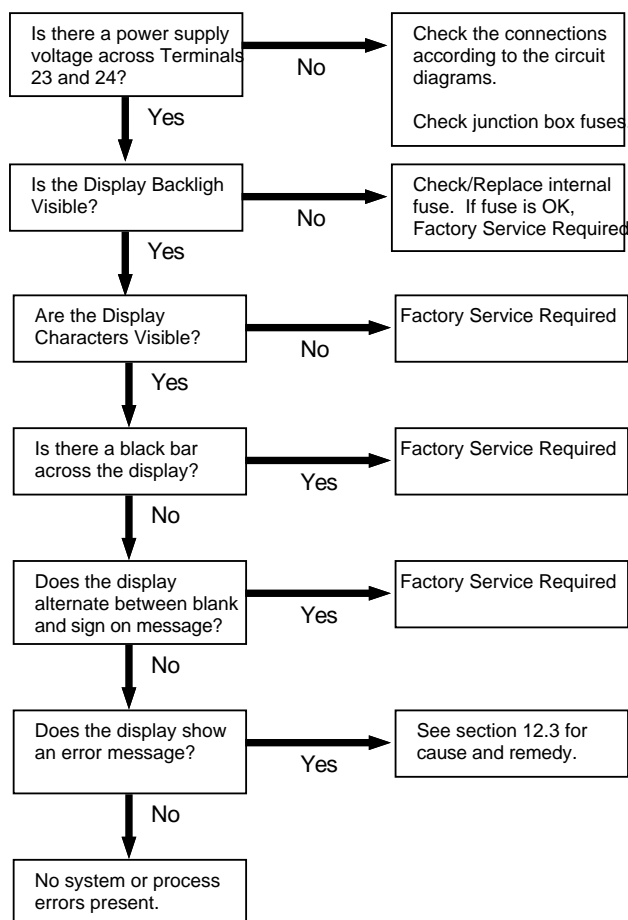 Is there a power supply
voltage across Terminals
23 and 24?
No
Check the connections
according to the circuit
diagrams.
Check junction box fuses
Yes
Is the Display Backligh
Visible?
No
Check/Replace internal
fuse. If fuse is OK,
Factory Service Required
Yes
Are the Display
Characters Visible?
No
Factory Service Required
Yes
Is there a black bar
across the display?
Yes
Factory Service Required
No
Does the display
alternate between blank
and sign on message?
Yes
Factory Service Required
No
Does the display show
an error message?
Yes
See section 12.3 for
cause and remedy.
No
No system or process
errors present.